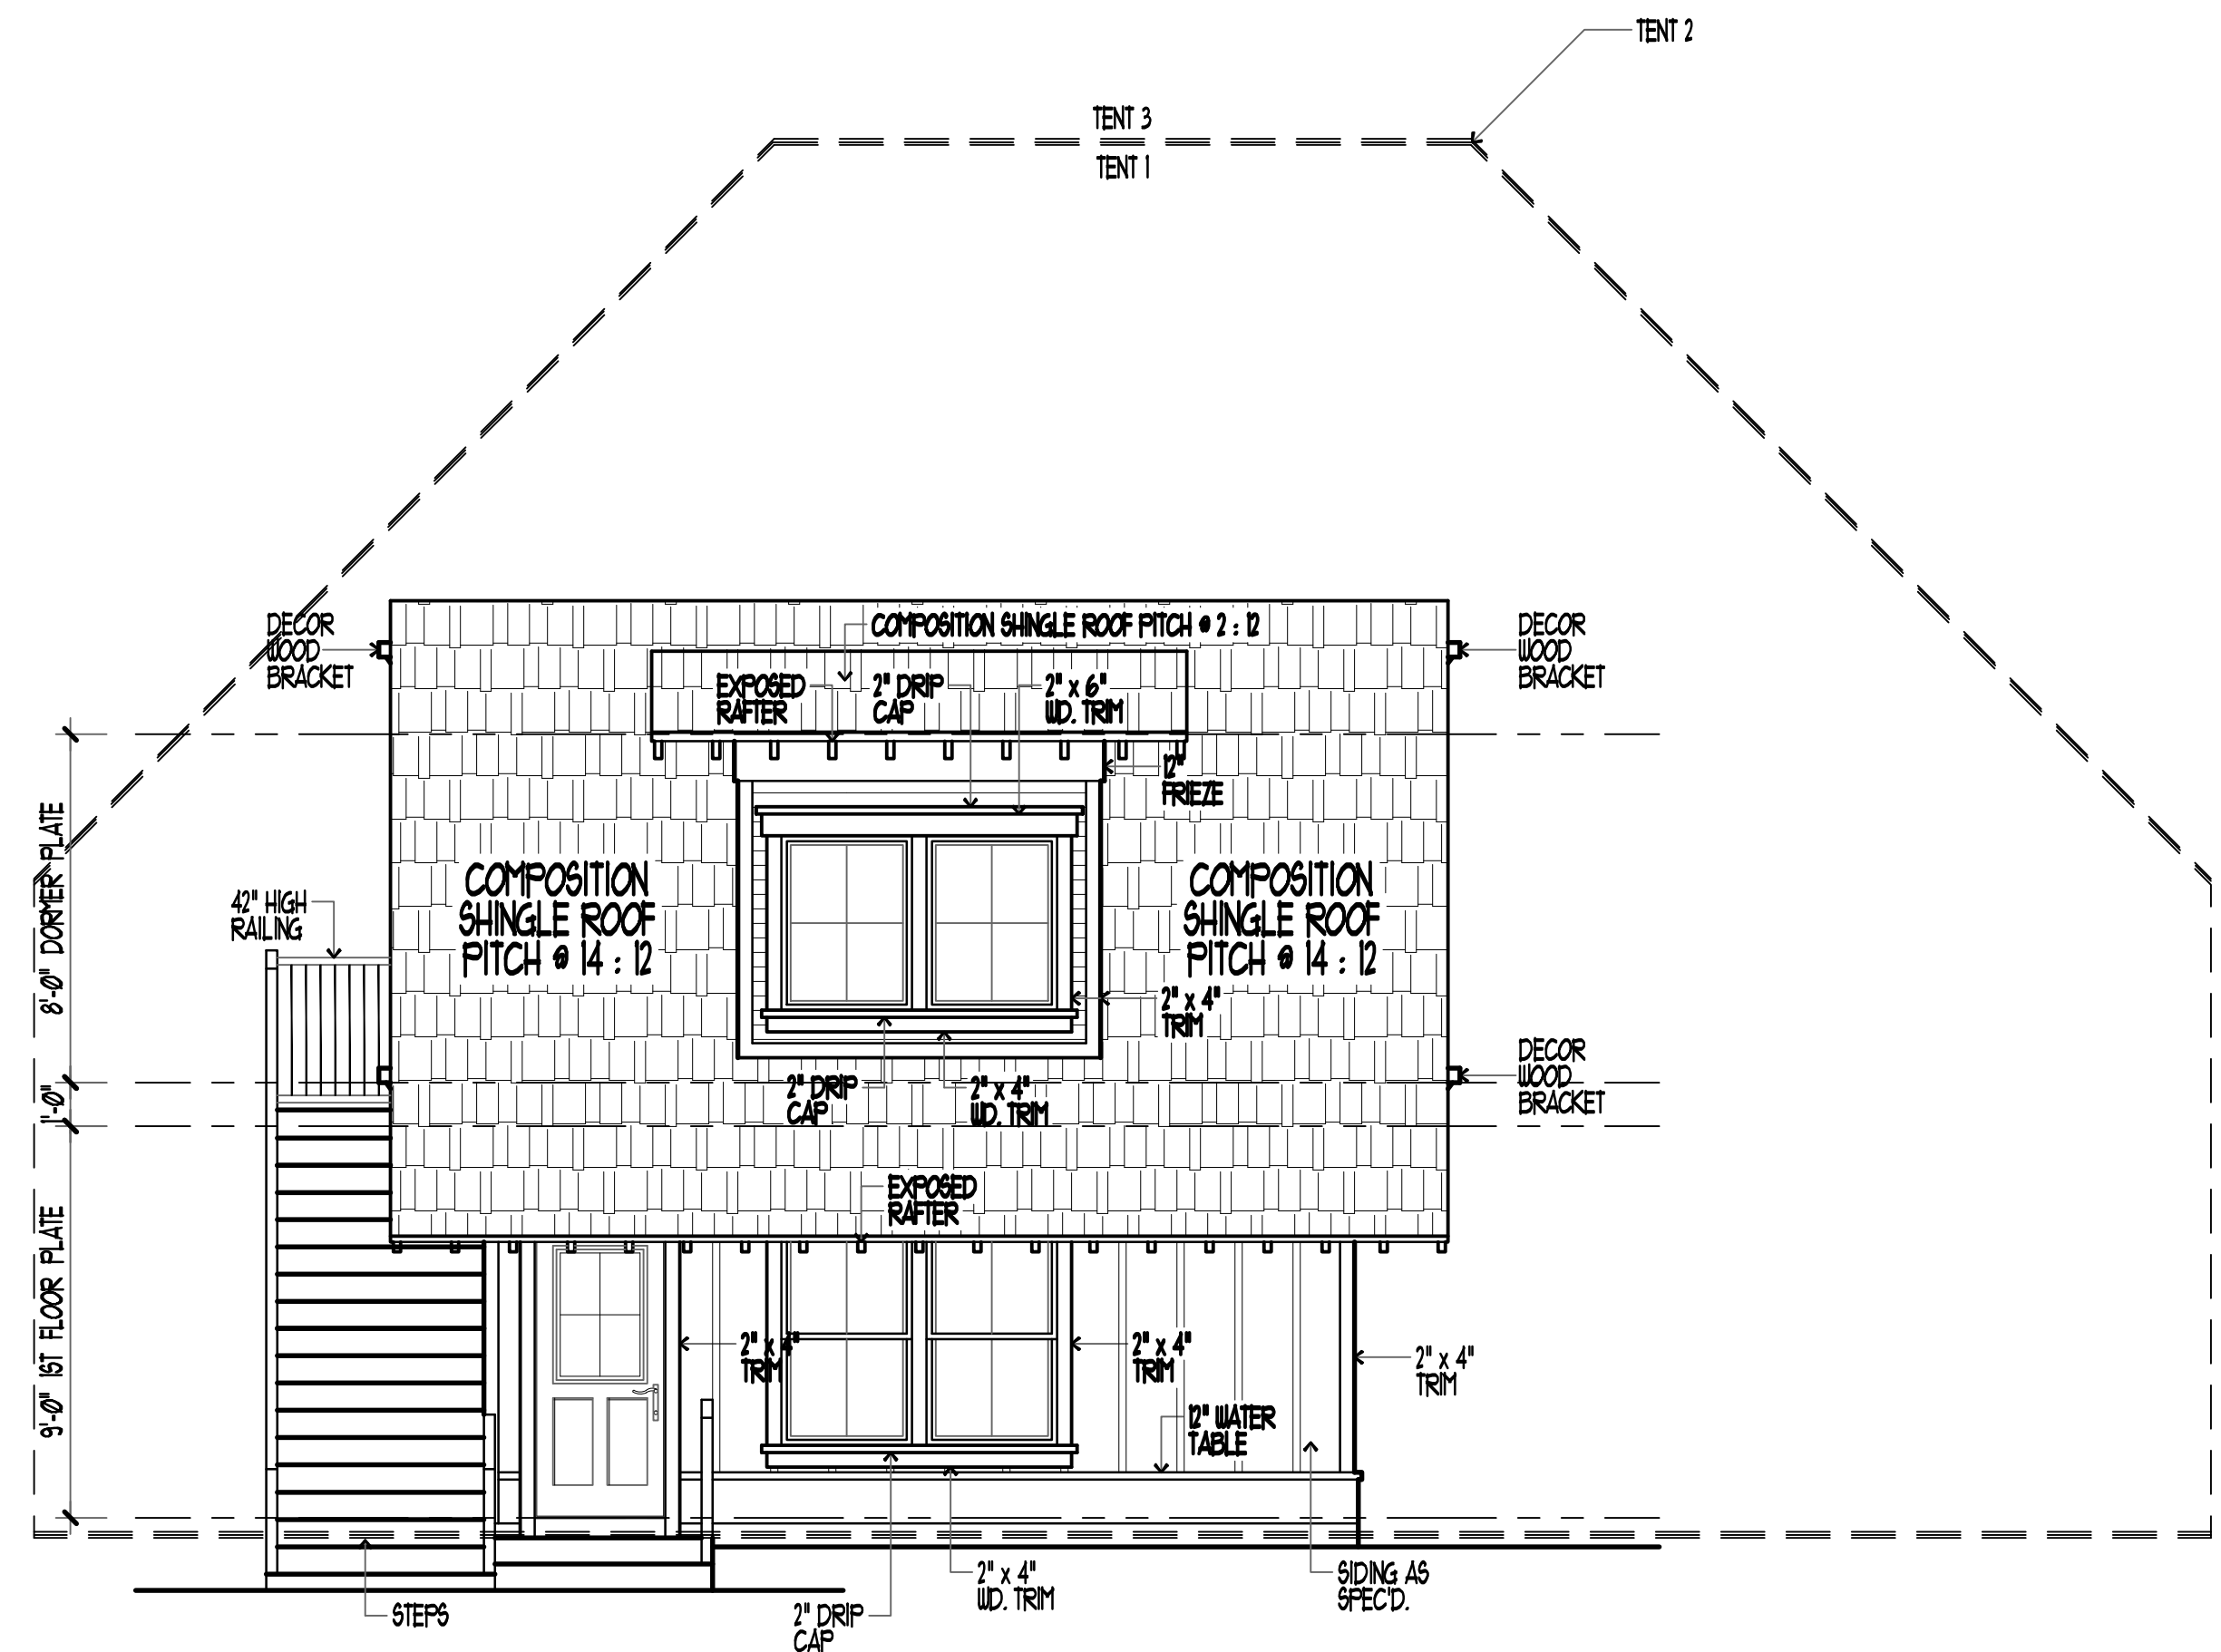 TENT 2
TENT 3
TENT 1
DECOR
WOOD
BRACKET
COMPOSITION SHINGLE ROOF PITCH @ 2 : 12
DECOR
WOOD
BRACKET
EXPOSED
RAFTER
2" DRIP
CAP
2" x 6"
WD. TRIM
12"
FRIEZE
8'-0" DORMER PLATE
42" HIGH
RAILING
COMPOSITION
SHINGLE ROOF
PITCH @ 14 : 12
COMPOSITION
SHINGLE ROOF
PITCH @ 14 : 12
2" x 4"
TRIM
1'-0"
2" DRIP
CAP
2" x 4"
WD. TRIM
DECOR
WOOD
BRACKET
EXPOSED
RAFTER
9'-0" 1ST FLOOR PLATE
2" x 4"
TRIM
2" x 4"
TRIM
2" x 4"
TRIM
12" WATER
TABLE
STEPS
2" DRIP
CAP
2" x 4"
WD. TRIM
SIDING AS
SPEC'D.